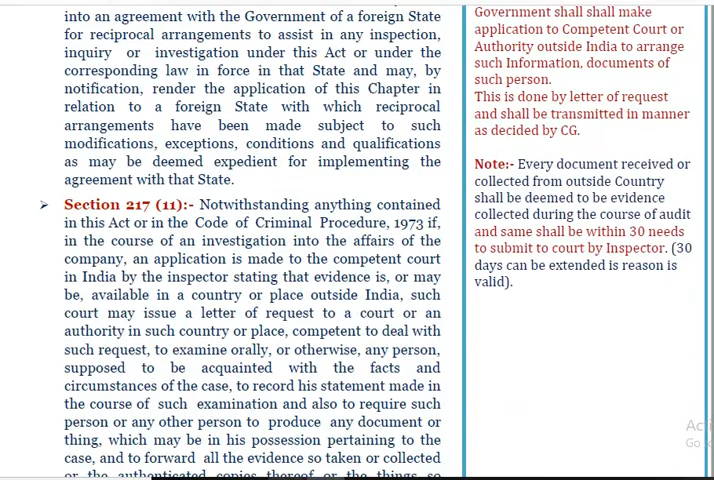 into an agreement with the Government of a foreign State
for reciprocal arrangements to assist in any inspection,
inquiry or investigation under this Act or under the
corresponding law in force in that State and may, by
notification, render the application of this Chapter in
relation to a foreign State with which reciprocal
arrangements have been made subject to such
modifications, exceptions, conditions and qualifications
as may be deemed expedient for implementing the
agreement with that State.
➢ Section 217 (11):- Notwithstanding anything contained
in this Act or in the Code of Criminal Procedure, 1973 if,
in the course of an investigation into the affairs of the
company, an application is made to the competent court
in India by the inspector stating that evidence is, or may
be, available in a country or place outside India, such
court may issue a letter of request to a court or an
authority in such country or place, competent to deal with
such request, to examine orally, or otherwise, any person,
supposed to be acquainted with the facts and
circumstances of the case, to record his statement made in
the course of such examination and also to require such
person or any other person to produce any document or
thing, which may be in his possession pertaining to the
case, and to forward all the evidence so taken or collected
or the authenticated copies thereof or the things so
Government shall shall make
application to Competent Court or
Authority outside India to arrange
such Information, documents of
such person.
This is done by letter of request
and shall be transmitted in manner
as decided by CG.
Note:- Every document received or
collected from outside Country
shall be deemed to be evidence
collected during the course of audit
and same shall be within 30 needs
to submit to court by Inspector. (30
days can be extended is reason is
valid).